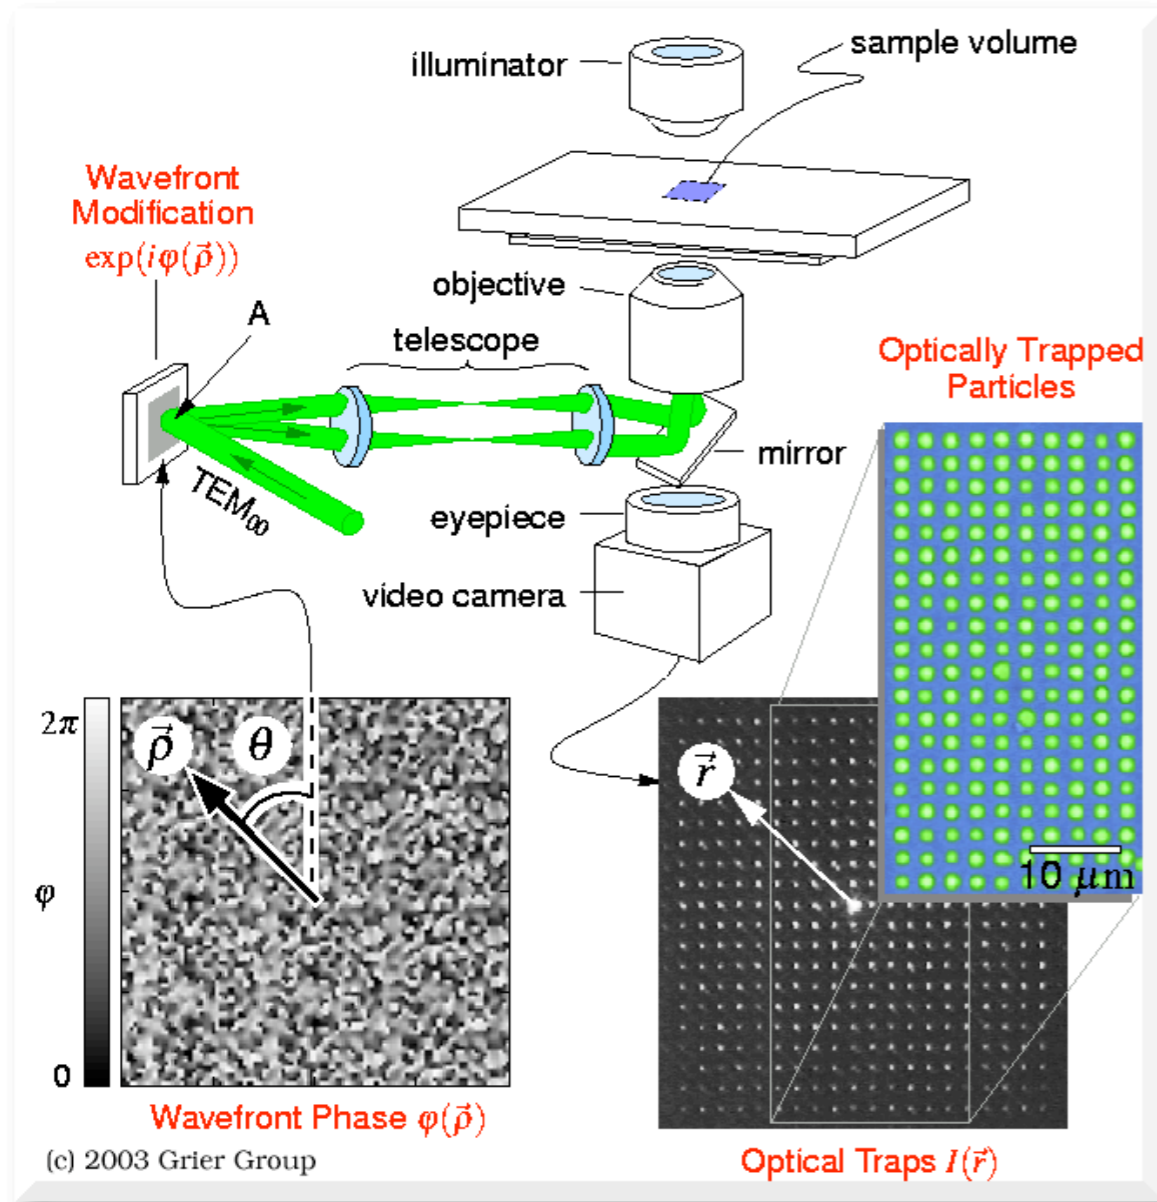 illuminator
sample volume
Wavefront
Modification
exp(iφ(ρ⃗))
A
objective
telescope
Optically Trapped
Particles
TEM₀₀
mirror
eyepiece
video camera
2π
ρ⃗
θ
r⃗
φ
10 μm
0
Wavefront Phase φ(ρ⃗)
(c) 2003 Grier Group
Optical Traps I(r⃗)